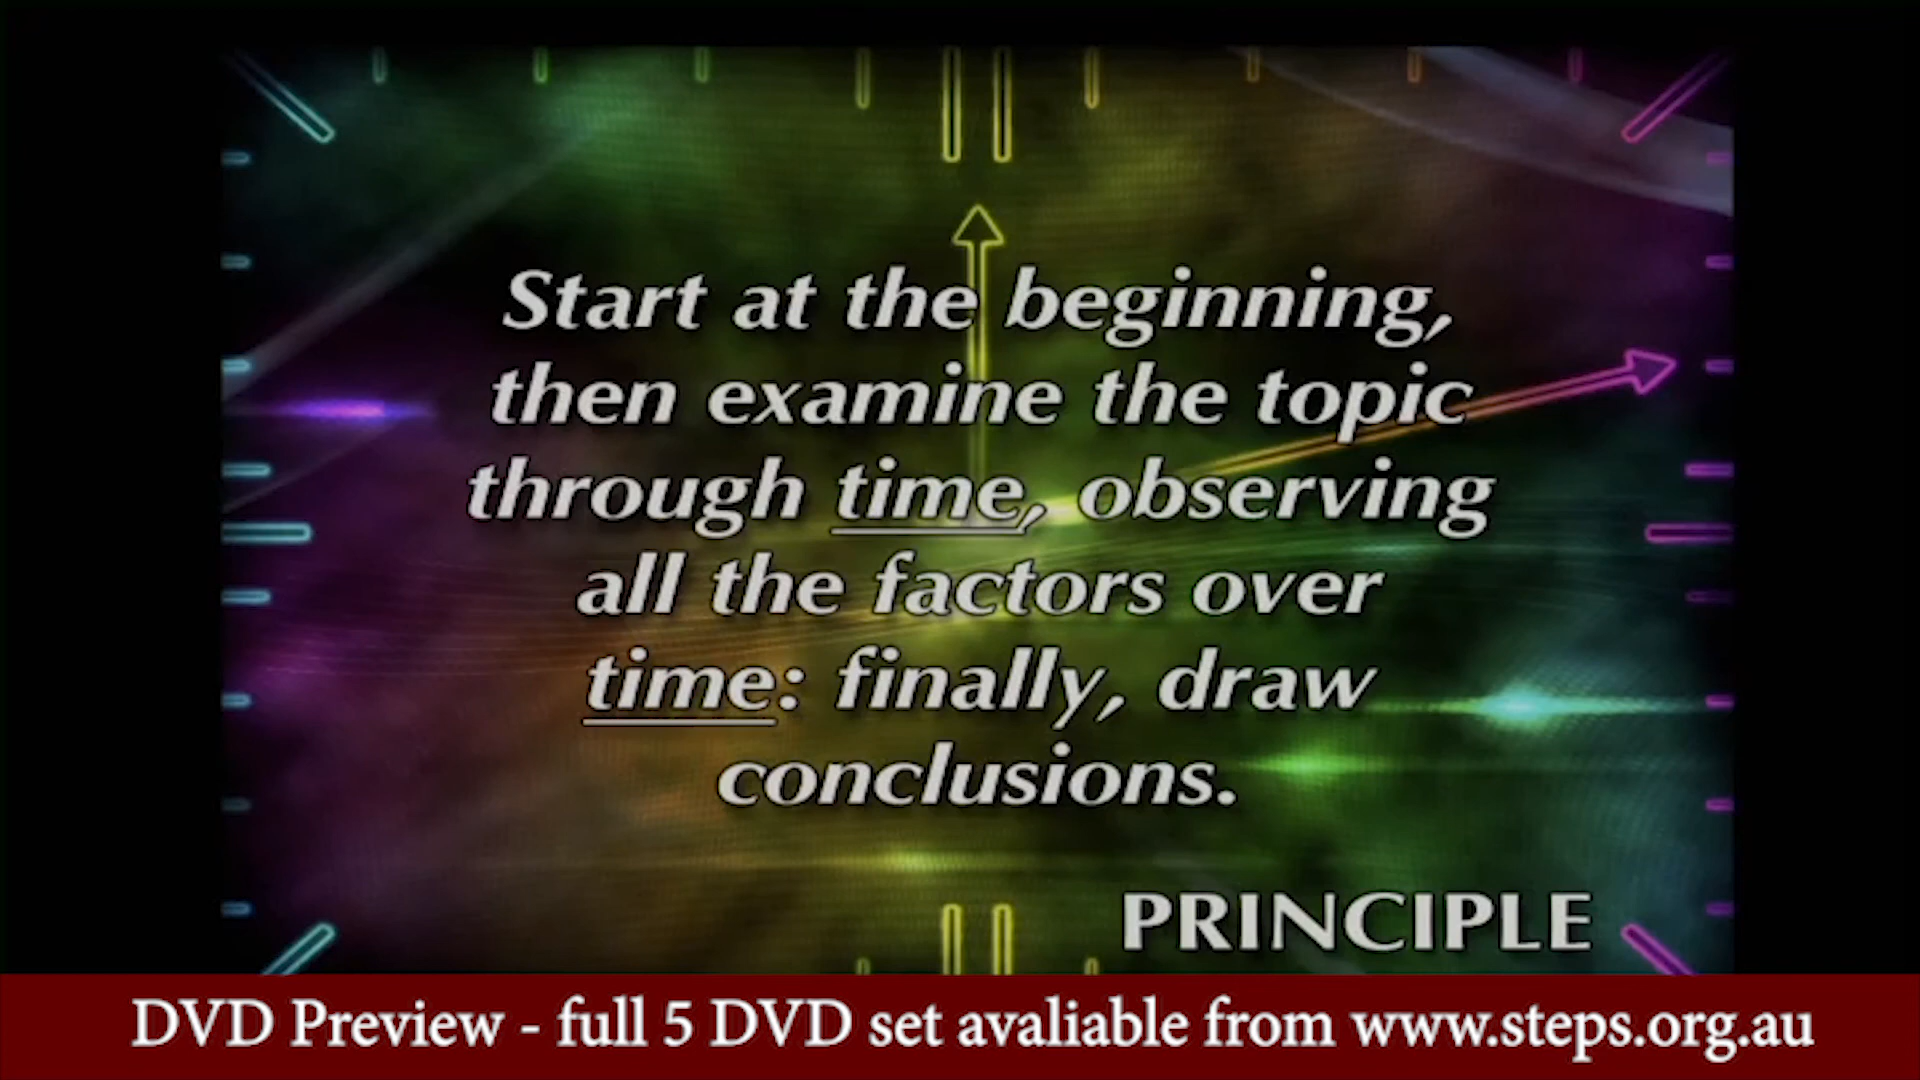 Start at the beginning,
then examine the topic
through time, observing
all the factors over
time: finally, draw
conclusions.
PRINCIPLE
DVD Preview - full 5 DVD set avaliable from www.steps.org.au